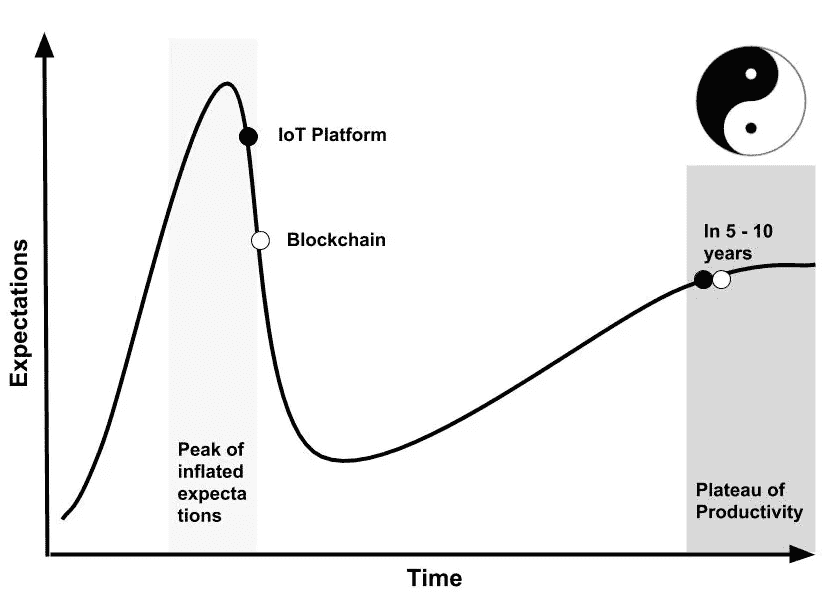 IoT Platform
Blockchain
In 5 - 10
years
Expectations
Peak of
inflated
expecta
tions
Plateau of
Productivity
Time